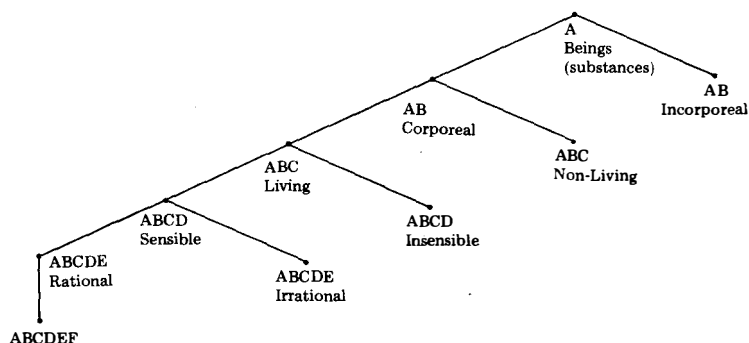 A
Beings
(substances)
AB
Incorporeal
AB
Corporeal
ABC
Non-Living
ABC
Living
ABCD
Insensible
ABCD
Sensible
ABCDE
Irrational
ABCDE
Rational
ABCDEF